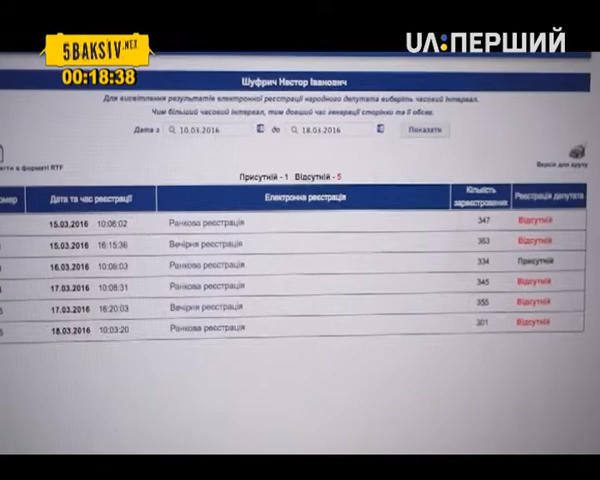 5BAKSIV.NET
00:18:38
UA:ПЕРШИЙ
Шуфрич Нестор Іванович
Для висвітлення результатів електронної реєстрації народного депутата виберіть часовий інтервал.
Чим більший часовий інтервал, тим довший час генерації сторінки та її обсяг.
Дата з 10.03.2016 до 18.03.2016 Показати
в форматі RTF Версія для друку
Присутній - 1 Відсутній - 5
омер Дата та час реєстрації Електронна реєстрація Кількість зареєстрованих Реєстрація депутата
15.03.2016 10:06:02 Ранкова реєстрація 347 Відсутній
15.03.2016 16:15:36 Вечірня реєстрація 363 Відсутній
16.03.2016 10:06:03 Ранкова реєстрація 334 Присутній
17.03.2016 10:08:31 Ранкова реєстрація 345 Відсутній
17.03.2016 16:20:03 Вечірня реєстрація 355 Відсутній
18.03.2016 10:03:20 Ранкова реєстрація 301 Відсутній